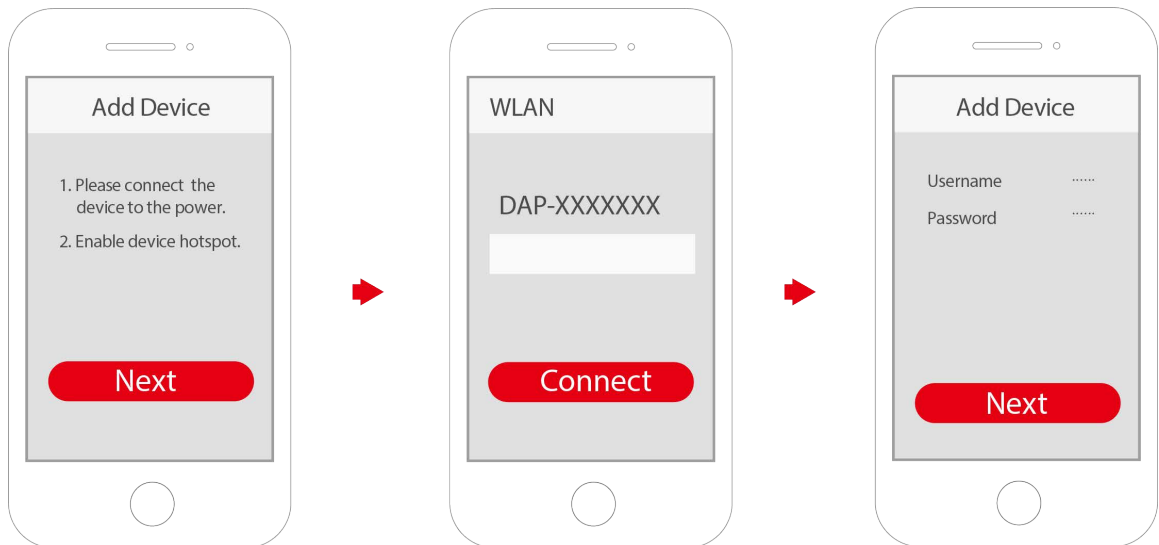 Add Device
1. Please connect the
device to the power.
2. Enable device hotspot.
Next
WLAN
DAP-XXXXXXX
Connect
Add Device
Username ......
Password ......
Next